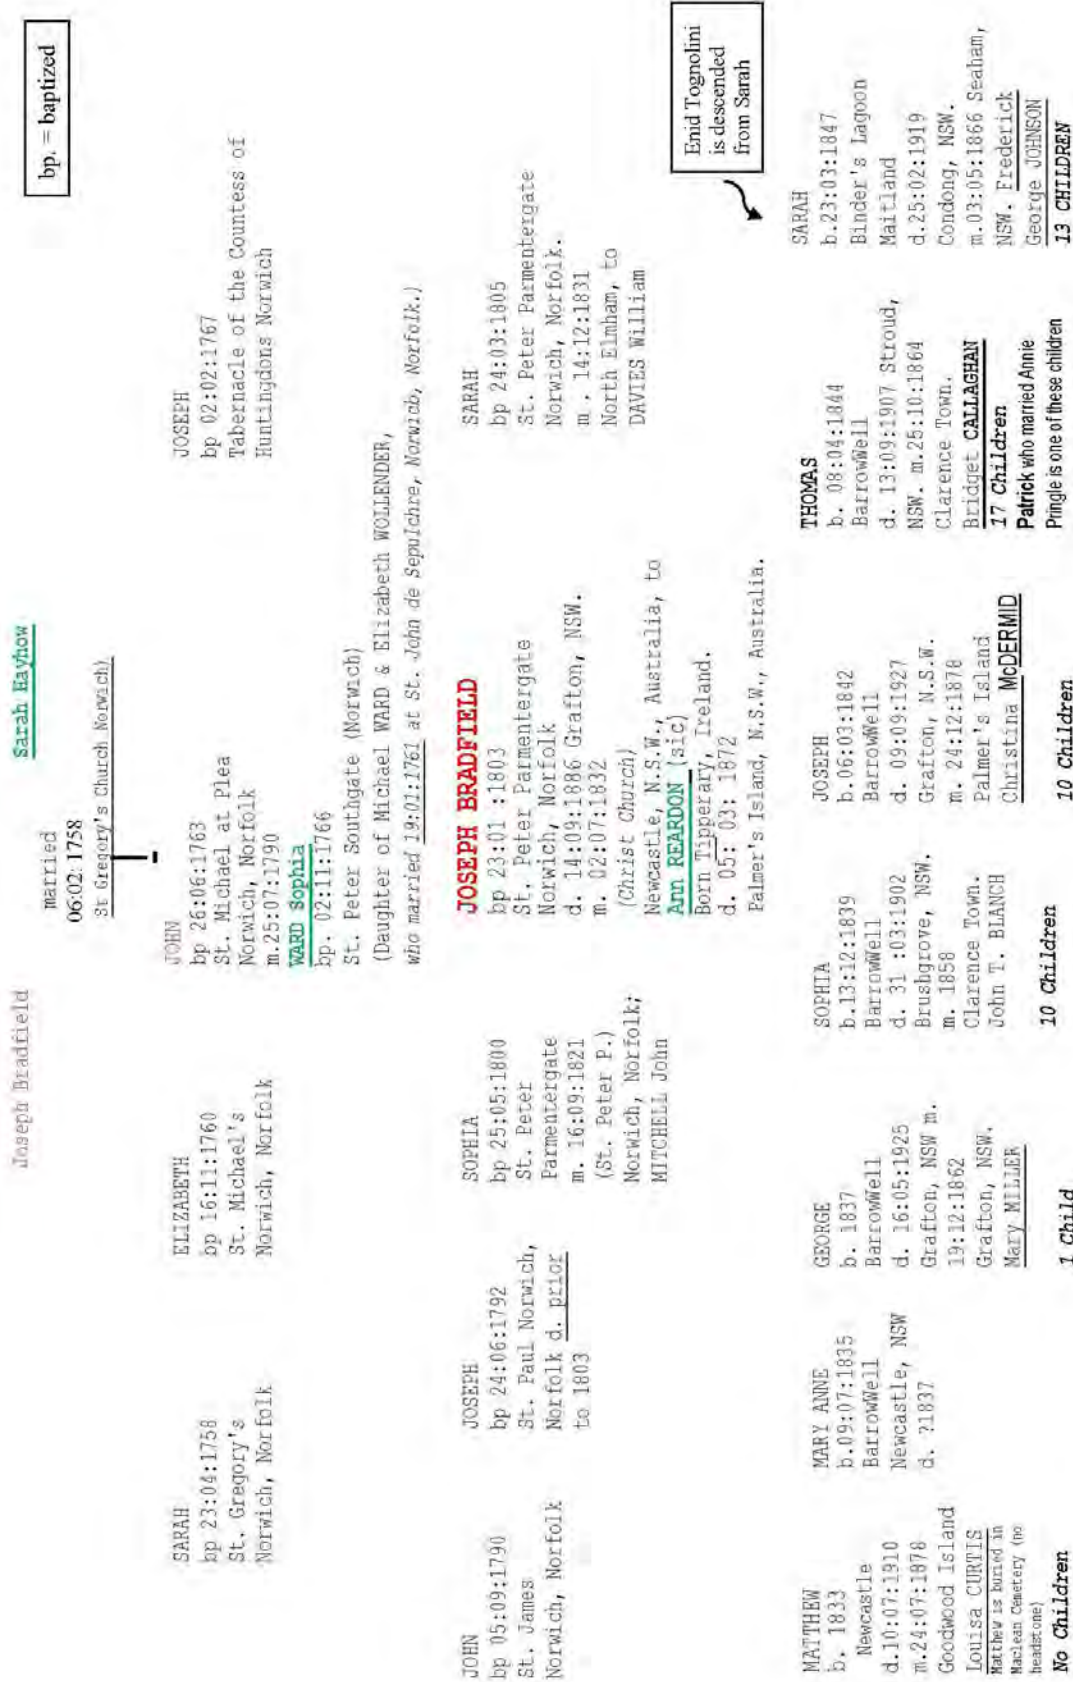 bp. = baptized
Joseph Bradfield
married
06:02: 1758
St Gregory's Church Norwich)
Sarah Hayhow
SARAH
bp 23:04:1758
St. Gregory's
Norwich, Norfolk
ELIZABETH
bp 16:11:1760
St. Michael's
Norwich, Norfolk
JOHN
bp 26:06:1763
St. Michael at Plea
Norwich, Norfolk
m.25:07:1790
WARD Sophia
bp. 02:11:1766
St. Peter Southgate (Norwich)
(Daughter of Michael WARD & Elizabeth WOLLENDER,
who married 19:01:1761 at St. John de Sepulchre, Norwich, Norfolk.)
JOSEPH
bp 02:02:1767
Tabernacle of the Countess of
Huntingdons Norwich
JOHN
bp 05:09:1790
St. James
Norwich, Norfolk
JOSEPH
bp 24:06:1792
St. Paul Norwich,
Norfolk d. prior
to 1803
SOPHIA
bp 25:05:1800
St. Peter
Parmentergate
m. 16:09:1821
(St. Peter P.)
Norwich, Norfolk;
MITCHELL John
JOSEPH BRADFIELD
bp 23:01 :1803
St. Peter Parmentergate
Norwich, Norfolk
d. 14:09:1886 Grafton, NSW.
m. 02:07:1832
(Christ Church)
Newcastle, N.S.W., Australia, to
Ann REARDON (sic)
Born Tipperary, Ireland.
d. 05: 03: 1872
Palmer's Island, N.S.W., Australia.
SARAH
bp 24:03:1805
St. Peter Parmentergate
Norwich, Norfolk.
m . 14:12:1831
North Elmham, to
DAVIES William
Enid Tognolini
is descended
from Sarah
MATTHEW
b. 1833
Newcastle
d.10:07:1910
m.24:07:1878
Goodwood Island
Louisa CURTIS
Matthew is buried in
Maclean Cemetery (no
headstone)
No Children
MARY ANNE
b.09:07:1835
BarrowWell
Newcastle, NSW
d. ?1837
GEORGE
b. 1837
BarrowWell
d. 16:05:1925
Grafton, NSW m.
19:12:1862
Grafton, NSW.
Mary MILLER
1 Child
SOPHIA
b.13:12:1839
BarrowWell
d. 31 :03:1902
Brushgrove, NSW.
m. 1858
Clarence Town.
John T. BLANCH
10 Children
JOSEPH
b.06:03:1842
BarrowWell
d. 09:09:1927
Grafton, N.S.W.
m. 24:12:1878
Palmer's Island
Christina McDERMID
10 Children
THOMAS
b. 08:04:1844
BarrowWell
d. 13:09:1907 Stroud,
NSW. m.25:10:1864
Clarence Town.
Bridget CALLAGHAN
17 Children
Patrick who married Annie
Pringle is one of these children
SARAH
b.23:03:1847
Binder's Lagoon
Maitland
d.25:02:1919
Condong, NSW.
m.03:05:1866 Seaham,
NSW. Frederick
George JOHNSON
13 CHILDREN